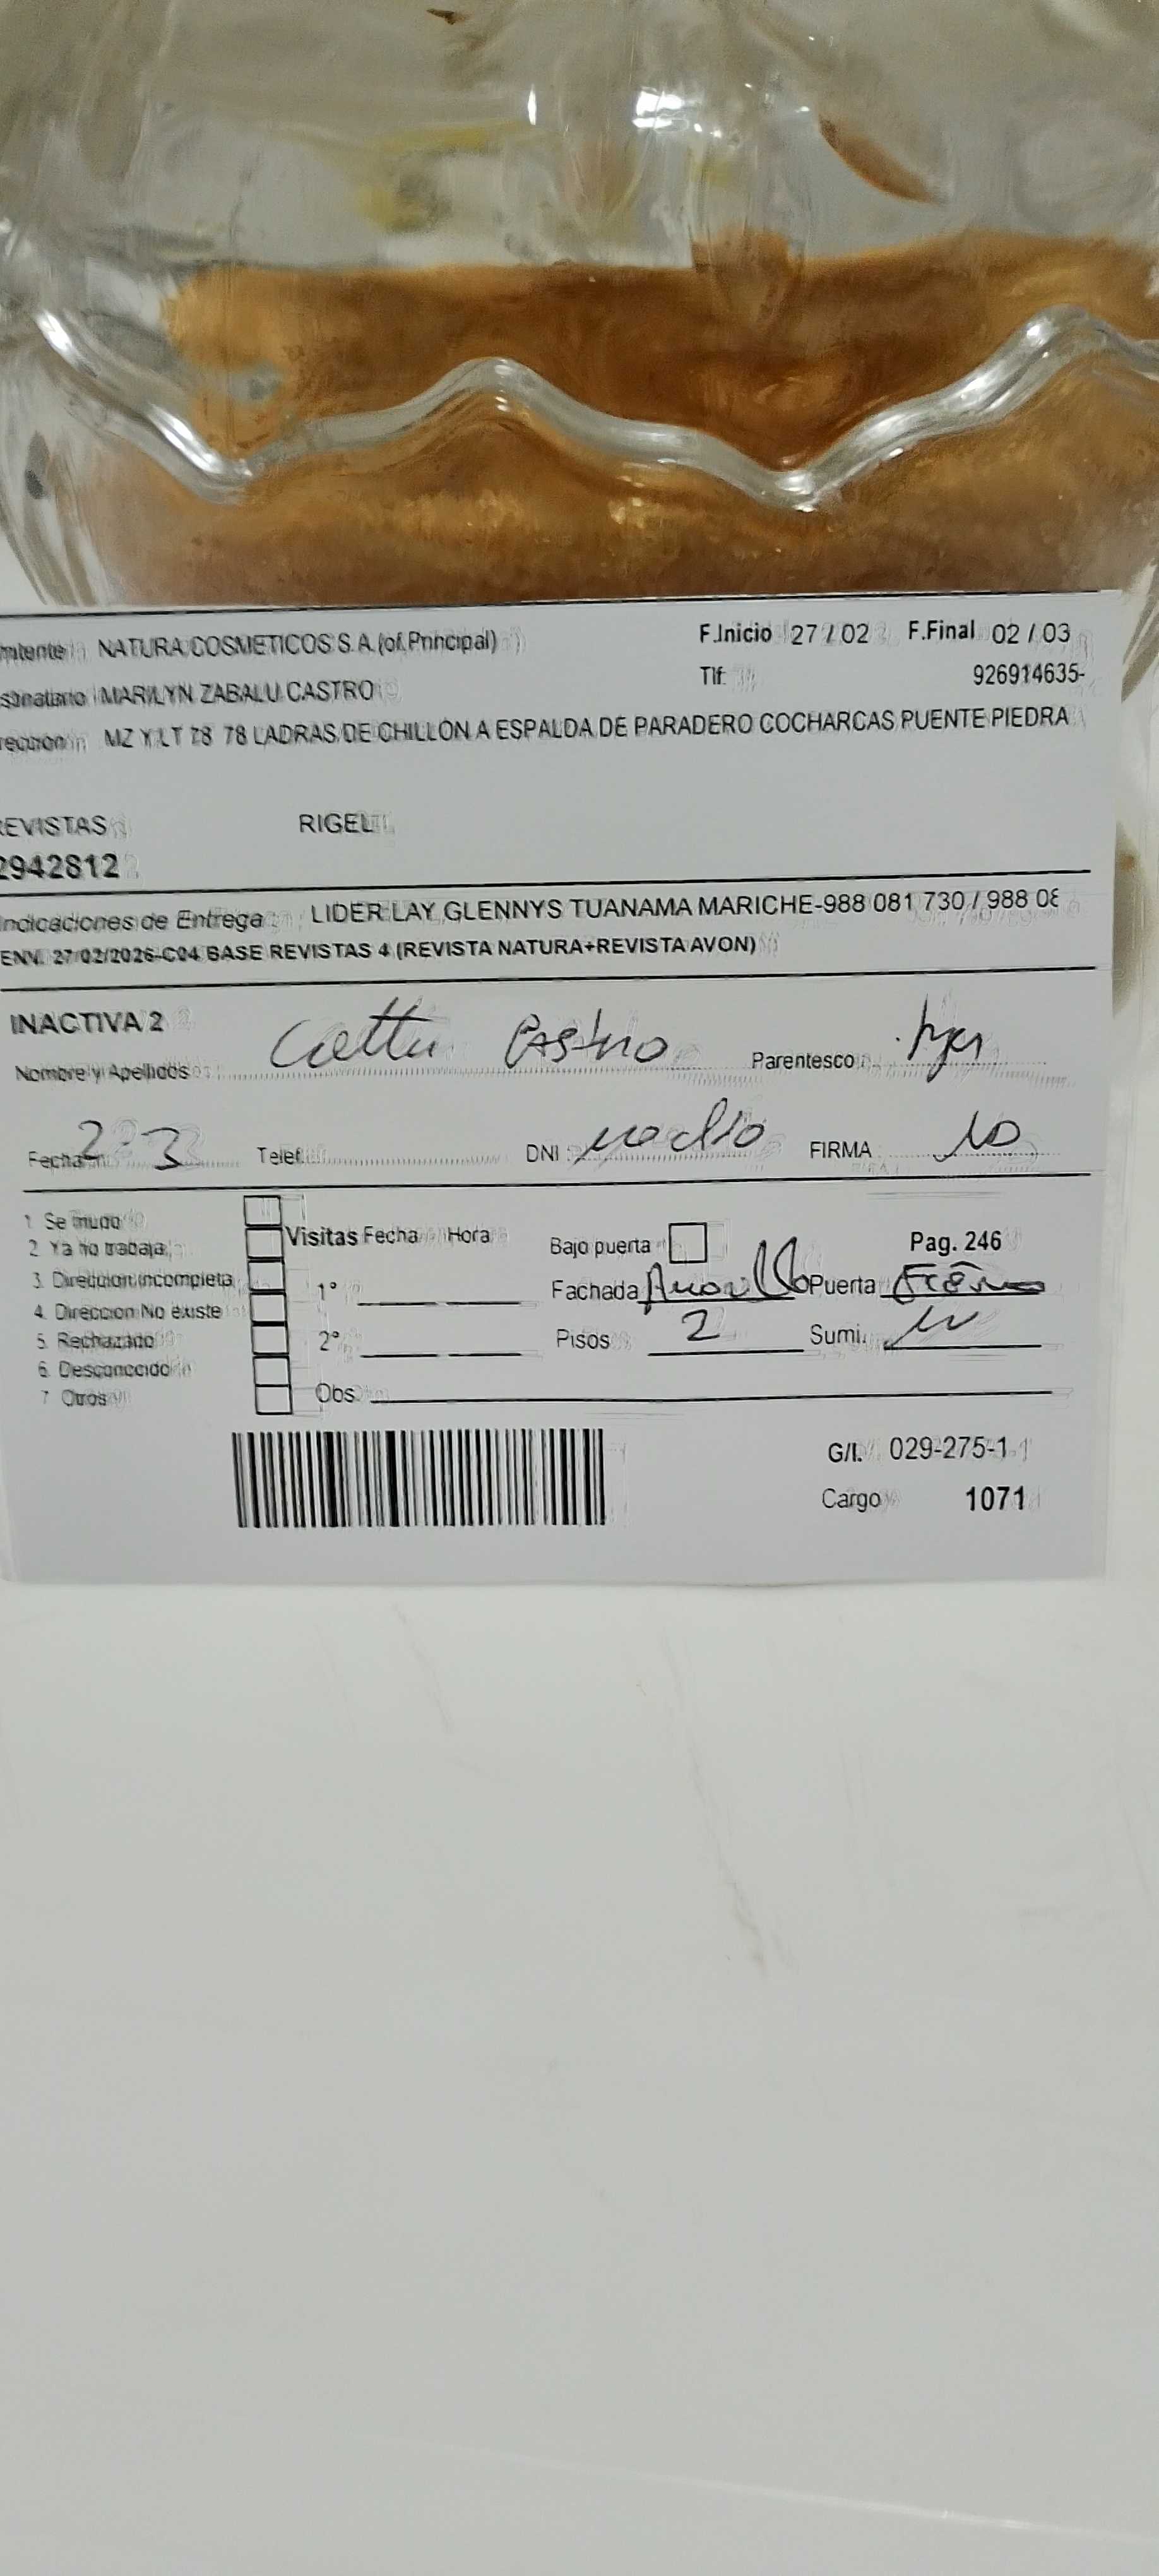 mitente NATURA COSMETICOS S.A. (of. Principal) F.Inicio 27 / 02 F.Final 02 / 03
stinatario MARILYN ZABALU CASTRO Tlf. 926914635-
reccion MZ Y LT 78 LADRAS DE CHILLON A ESPALDA DE PARADERO COCHARCAS PUENTE PIEDRA
REVISTAS RIGEL
2942812
Indicaciones de Entrega : LIDER LAY GLENNYS TUANAMA MARICHE-988 081 730 / 988 08
ENV. 27/02/2026-C04 BASE REVISTAS 4 (REVISTA NATURA+REVISTA AVON)
INACTIVA 2
Nombre y Apellidos : Castro Parentesco :
Fecha 2-3 Telef. DNI : FIRMA
1. Se mudo
2. Ya no trabaja
3. Direccion incompleta
4. Direccion No existe
5. Rechazado
6. Desconocido
7. Otros
Visitas Fecha Hora
1°
2°
Obs.
Bajo puerta Pag. 246
Fachada Puerta
Pisos 2 Sumi.
G/I. 029-275-1
Cargo 1071